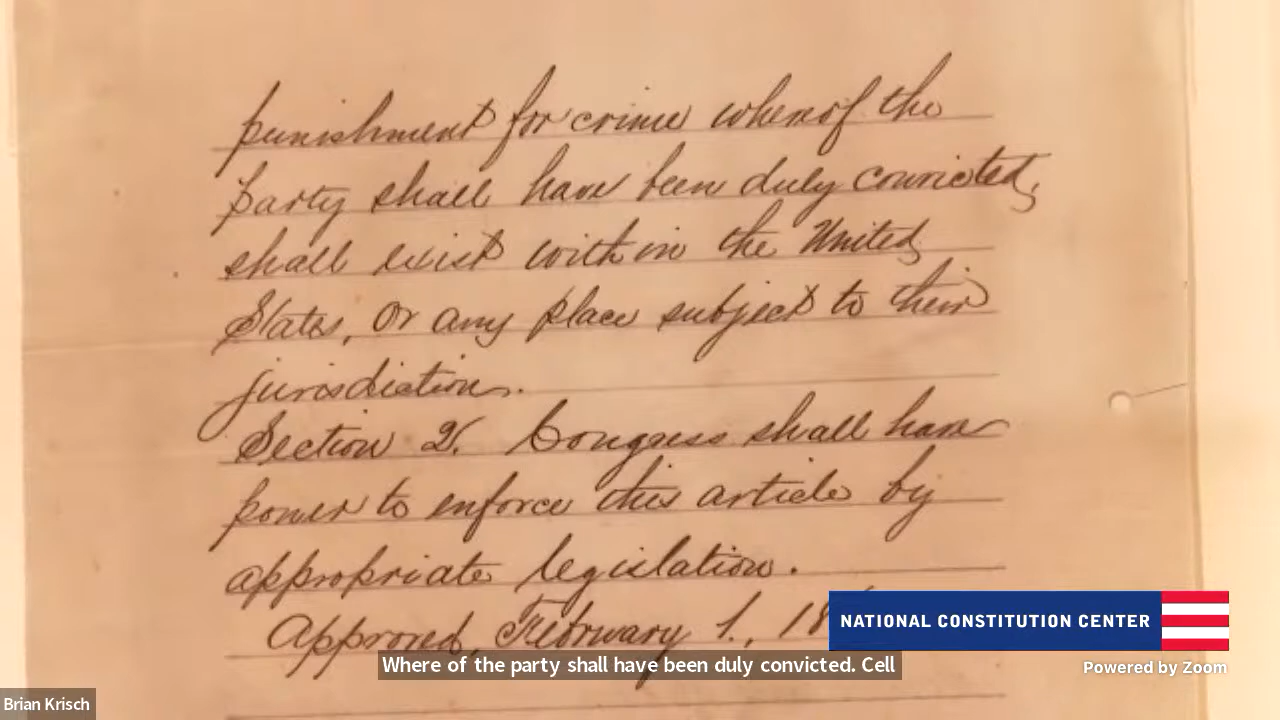 punishment for crime whereof the
party shall have been duly convicted,
shall exist within the United
States, or any place subject to their
jurisdiction.
Section 2. Congress shall have
power to enforce this article by
appropriate legislation.
Approved, February 1., 18
NATIONAL CONSTITUTION CENTER
Where of the party shall have been duly convicted. Cell
Powered by Zoom
Brian Krisch